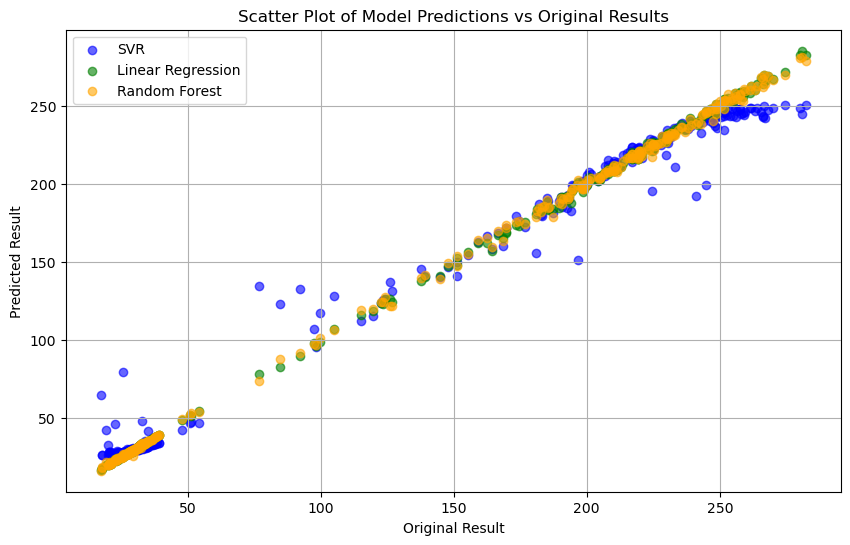 Scatter Plot of Model Predictions vs Original Results
SVR
Linear Regression
Random Forest
Predicted Result
250
200
150
100
50
50 100 150 200 250
Original Result